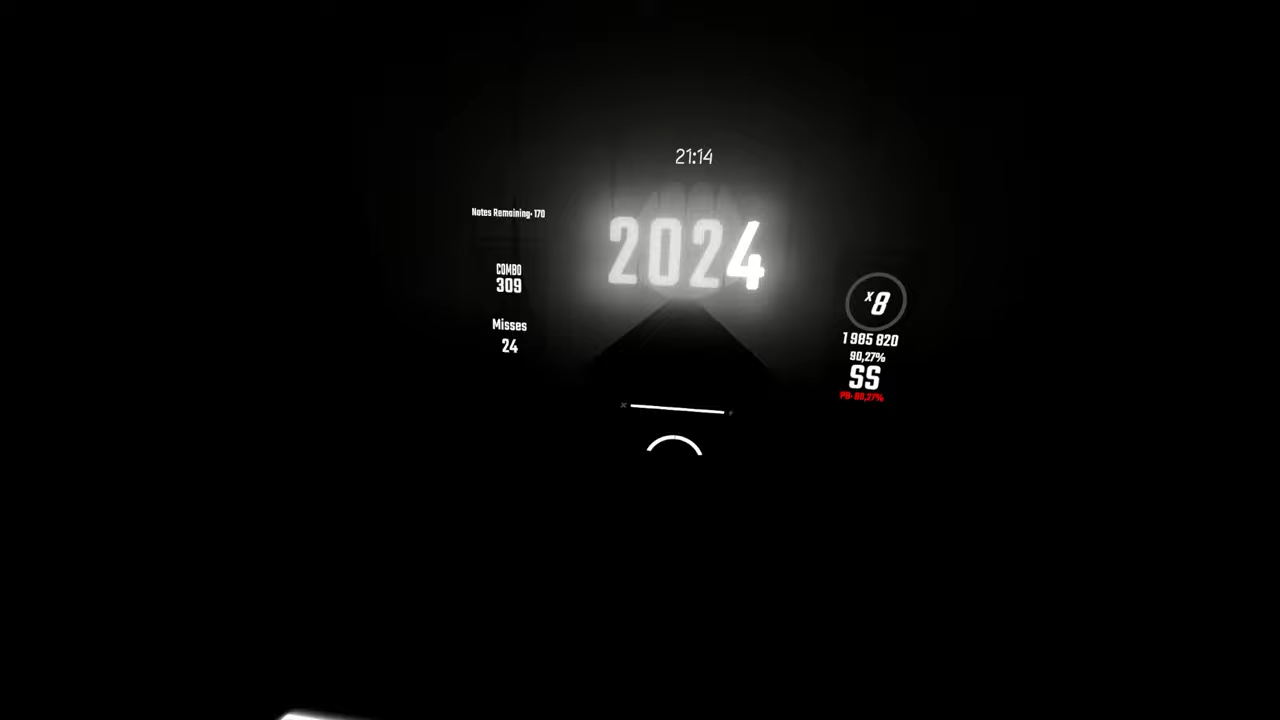 21:14
Notes Remaining: 170
2024
COMBO
309
Misses
24
x8
1 985 820
90,27%
SS
PB: 80,27%